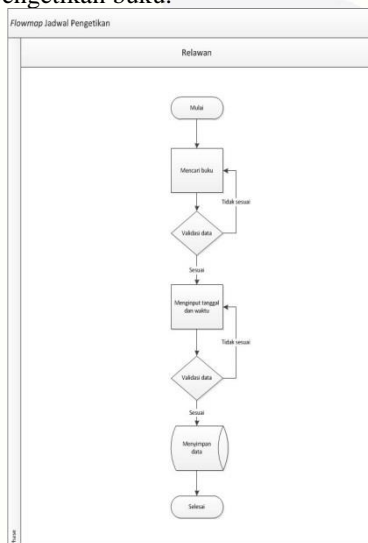 engetikan buku.
Flowmap Jadwal Pengetikan
Relawan
Mulai
Mencari buku
Tidak sesuai
Validasi data
Sesuai
Menginput tanggal
dan waktu
Tidak sesuai
Validasi data
Sesuai
Menyimpan
data
Selesai
Phase